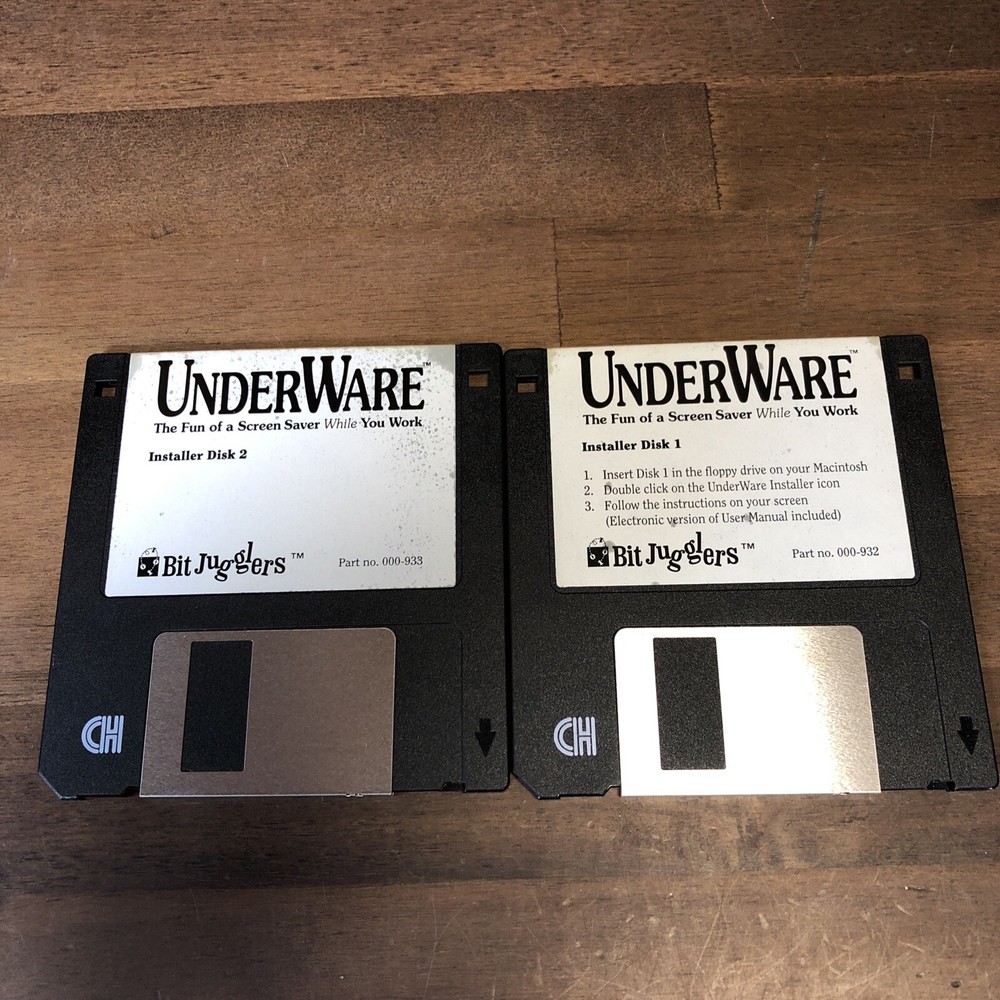 UNDERWARE™
The Fun of a Screen Saver While You Work
Installer Disk 2
Bit Jugglers™
Part no. 000-933
CH
UNDERWARE™
The Fun of a Screen Saver While You Work
Installer Disk 1
1. Insert Disk 1 in the floppy drive on your Macintosh
2. Double click on the UnderWare Installer icon
3. Follow the instructions on your screen
(Electronic version of User Manual included)
Bit Jugglers™
Part no. 000-932
CH